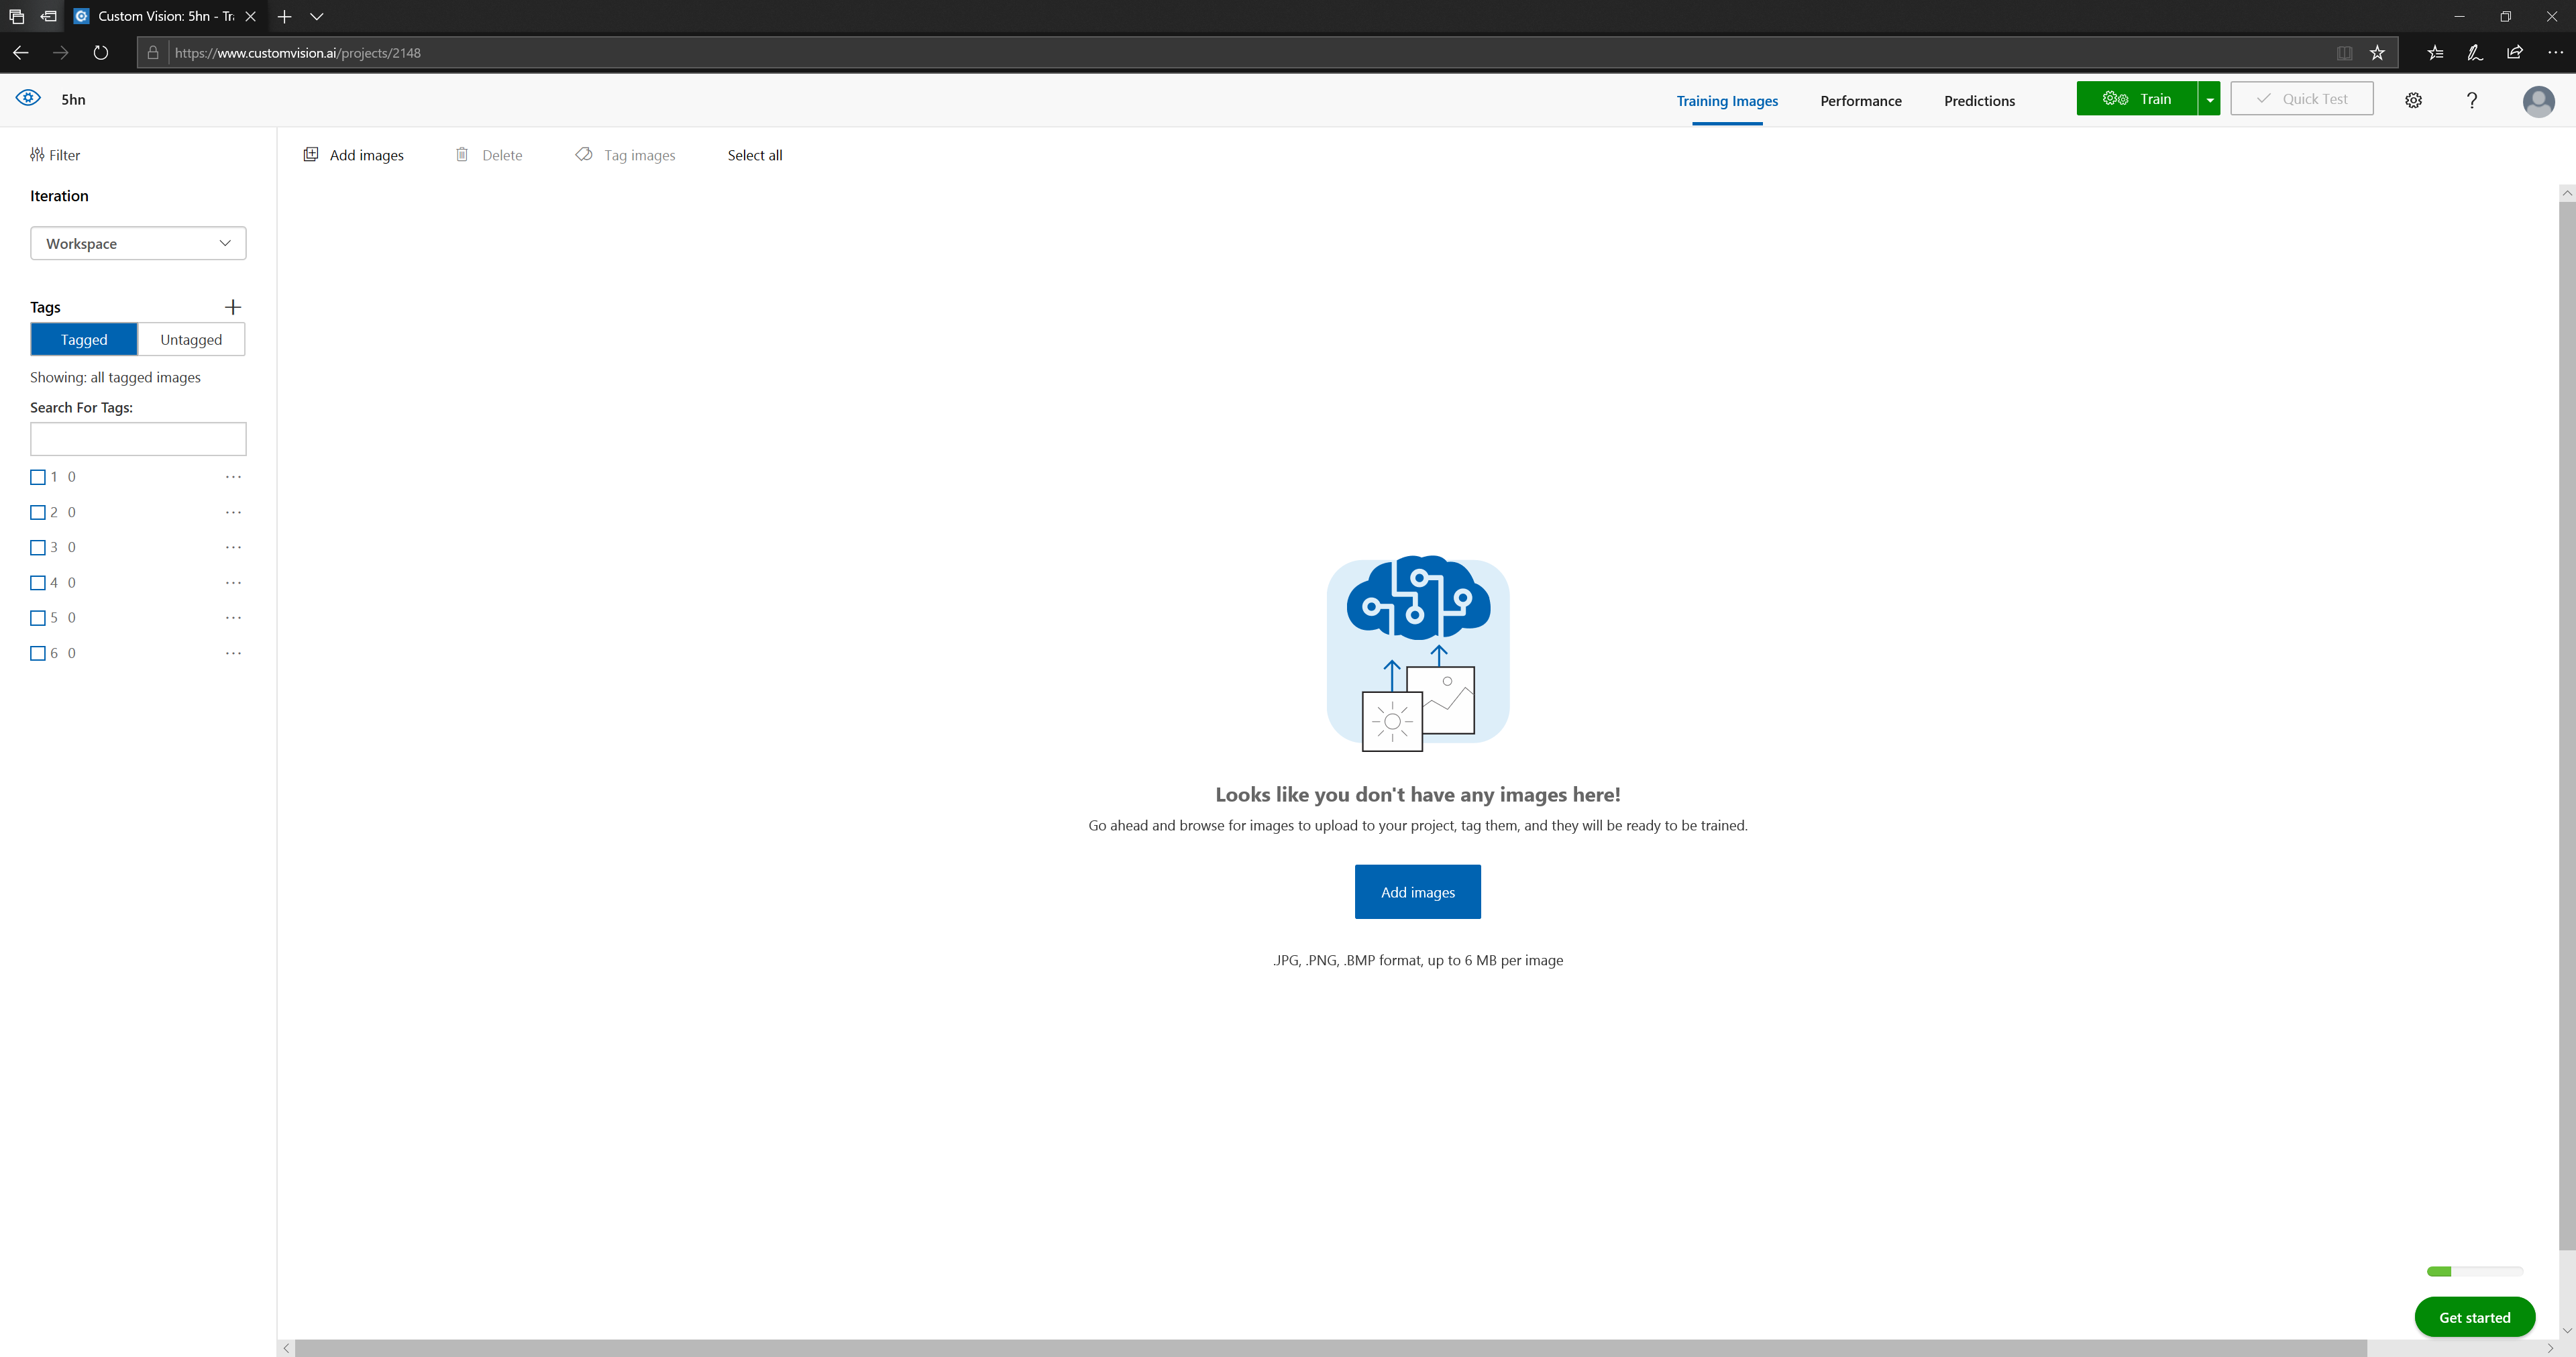 Custom Vision: 5hn - Tr
https://www.customvision.ai/projects/2148
5hn
Training Images
Performance
Predictions
Train
Quick Test
?
Filter
Add images
Delete
Tag images
Select all
Iteration
Workspace
Tags
Tagged
Untagged
Showing: all tagged images
Search For Tags:
1 0
2 0
3 0
4 0
5 0
6 0
Looks like you don't have any images here!
Go ahead and browse for images to upload to your project, tag them, and they will be ready to be trained.
Add images
.JPG, .PNG, .BMP format, up to 6 MB per image
Get started